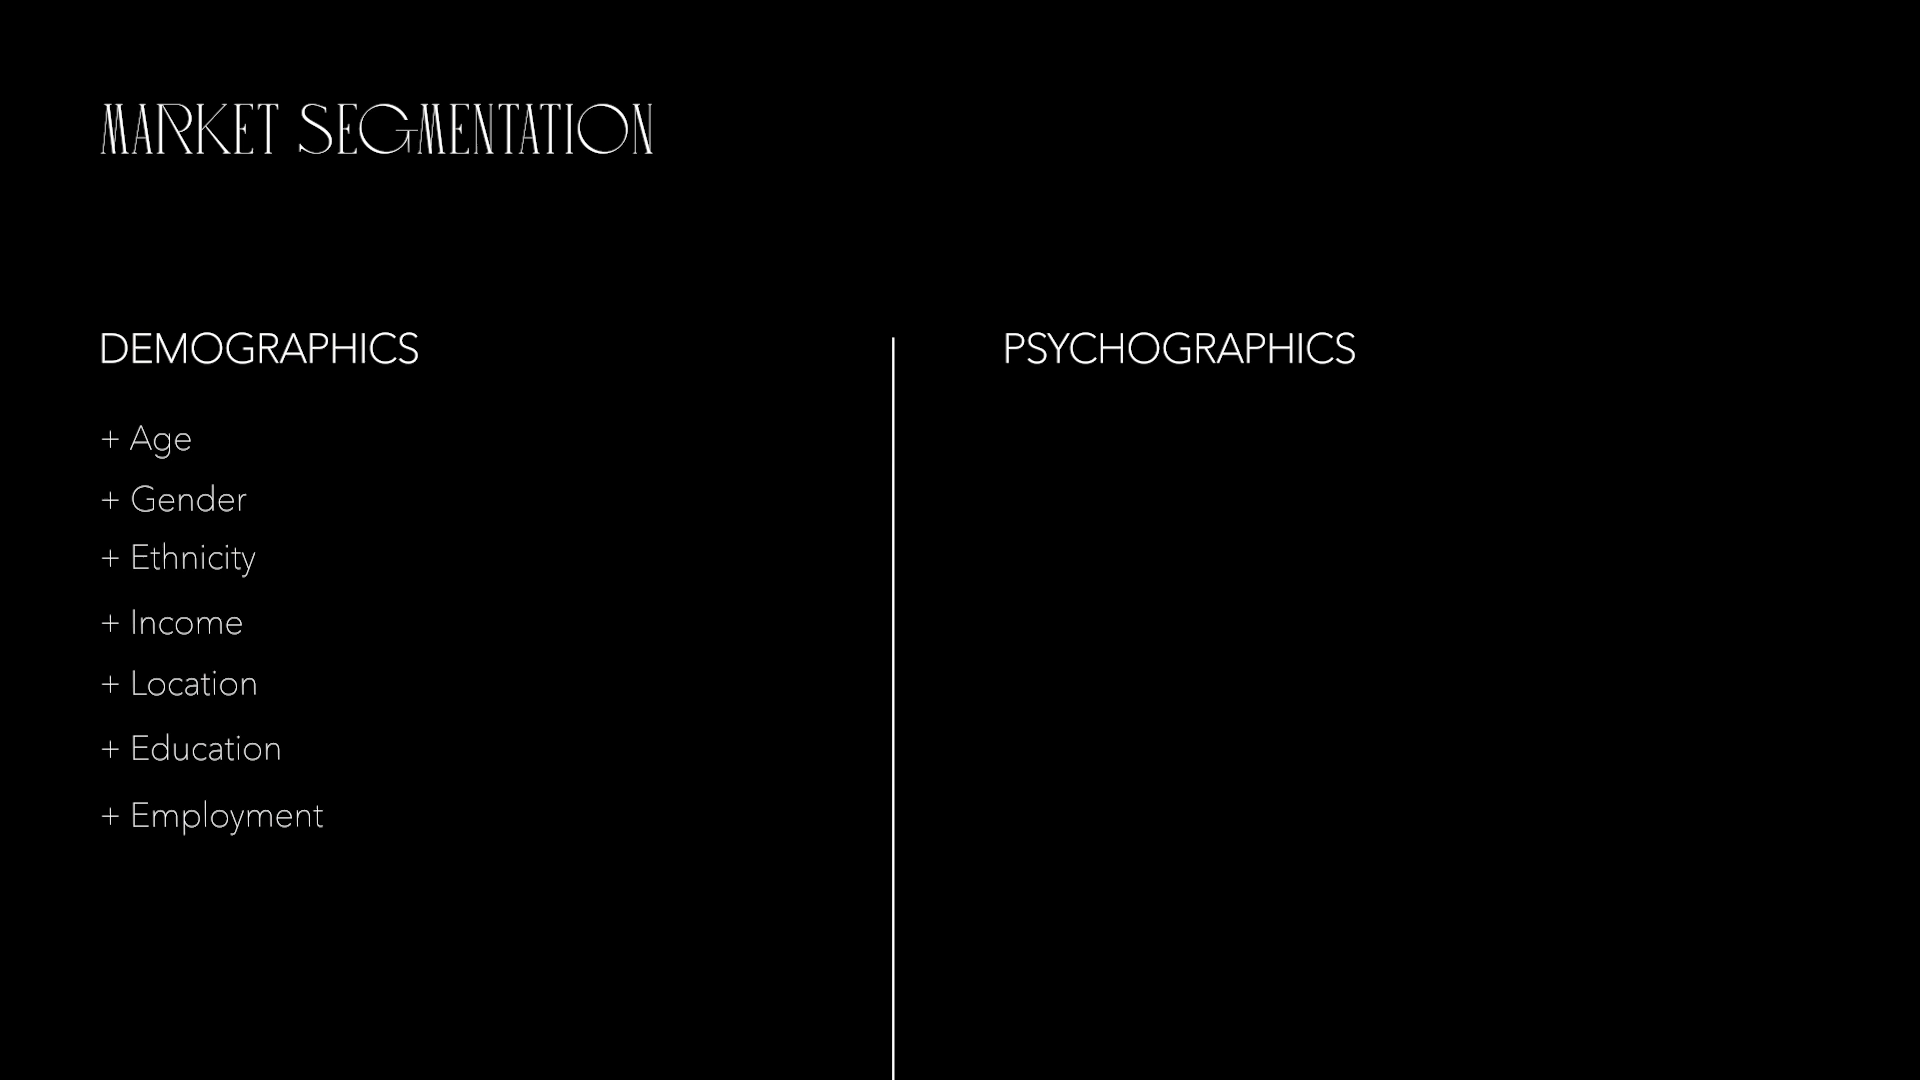 MARKET SEGMENTATION
DEMOGRAPHICS
+ Age
+ Gender
+ Ethnicity
+ Income
+ Location
+ Education
+ Employment
PSYCHOGRAPHICS